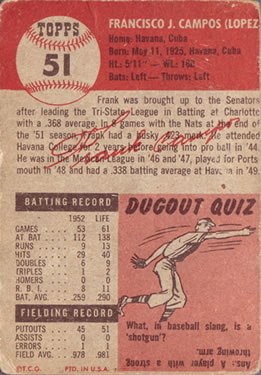 TOPPS
51
FRANCISCO J. CAMPOS (LOPEZ
Home: Havana, Cuba
Born: May 11, 1925, Havana, Cuba
Ht.: 5'11" — Wt.: 160
Bats: Left — Throws: Left
Frank was brought up to the Senators
after leading the Tri-State League in Batting at Charlotte
with a .368 average. In 8 games with the Nats at the end of
the '51 season, Frank had a husky .423 mark. He attended
Havana College for 2 years before going into pro ball in '44.
He was in the Mexican League in '46 and '47, played for Ports
mouth in '48 and had a .338 batting average at Havana in
in '49.
Frank Campos
BATTING RECORD
1952 LIFE
GAMES 53 61
AT BAT 112 138
RUNS 9 13
HITS 29 40
DOUBLES 6 9
TRIPLES 1 2
HOMERS 0 0
R. B. I. 8 11
BAT. AVG. .259 .290
FIELDING RECORD
PUTOUTS 45 51
ASSISTS 0 0
ERRORS 1 1
FIELD AVG. .978 .981
©T.C.G. PTD. IN U.S.A.
DUGOUT QUIZ
What, in baseball slang, is a
"shotgun"?
Ans.: A player with a strong
throwing arm.